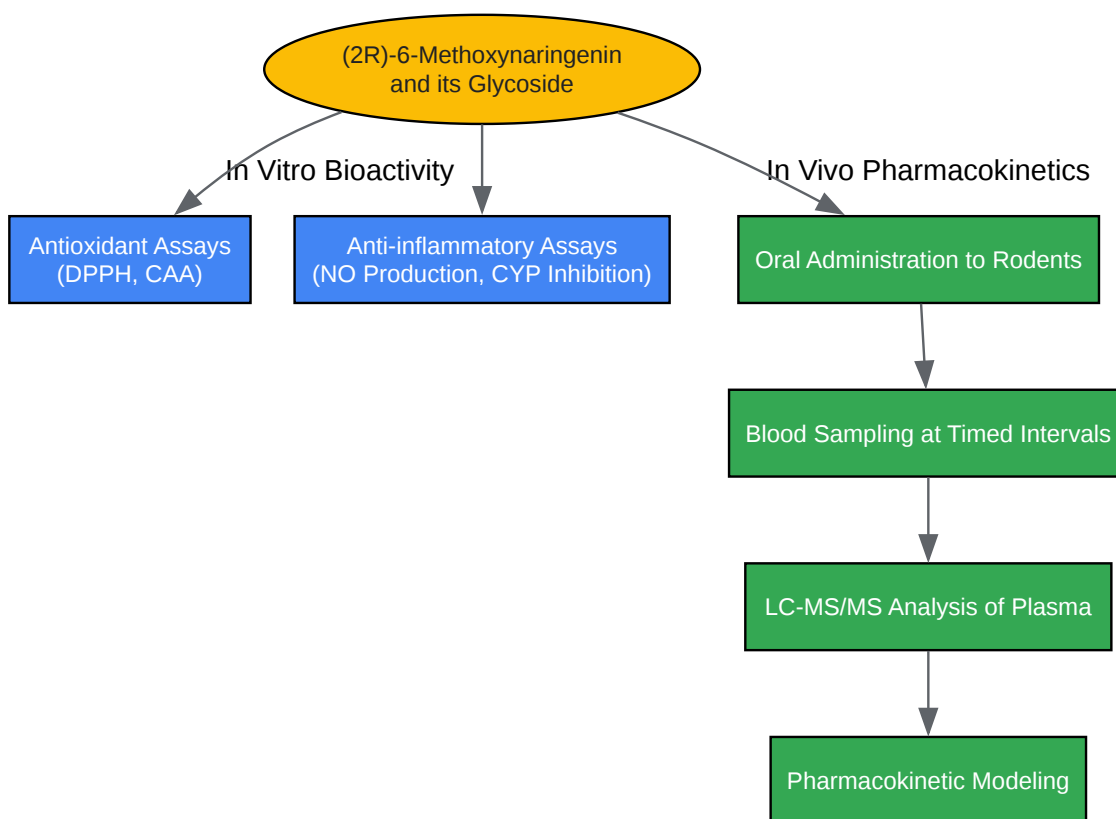 (2R)-6-Methoxynaringenin
and its Glycoside
In Vitro Bioactivity
In Vivo Pharmacokinetics
Antioxidant Assays
(DPPH, CAA)
Anti-inflammatory Assays
(NO Production, CYP Inhibition)
Oral Administration to Rodents
Blood Sampling at Timed Intervals
LC-MS/MS Analysis of Plasma
Pharmacokinetic Modeling